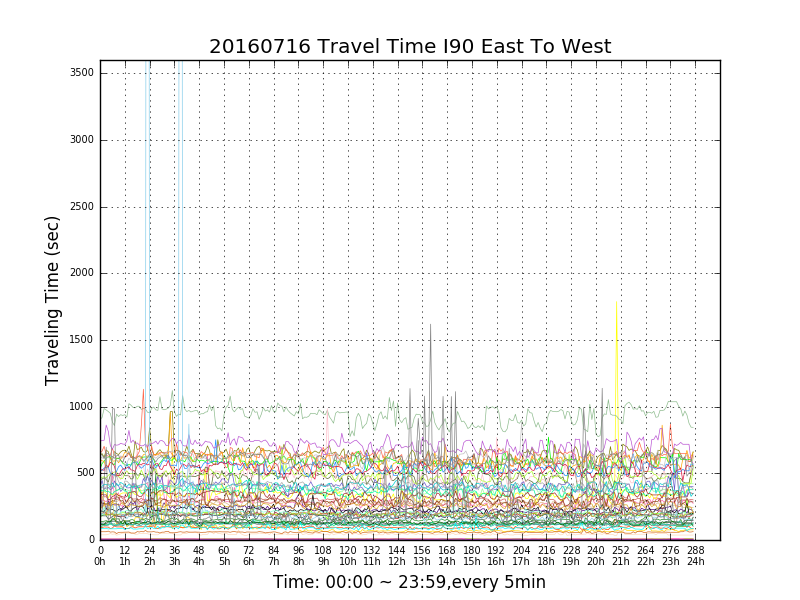 20160716 Travel Time I90 East To West
Traveling Time (sec)
3500
3000
2500
2000
1500
1000
500
0
0 12 24 36 48 60 72 84 96 108 120 132 144 156 168 180 192 204 216 228 240 252 264 276 288
0h 1h 2h 3h 4h 5h 6h 7h 8h 9h 10h 11h 12h 13h 14h 15h 16h 17h 18h 19h 20h 21h 22h 23h 24h
Time: 00:00 ~ 23:59,every 5min